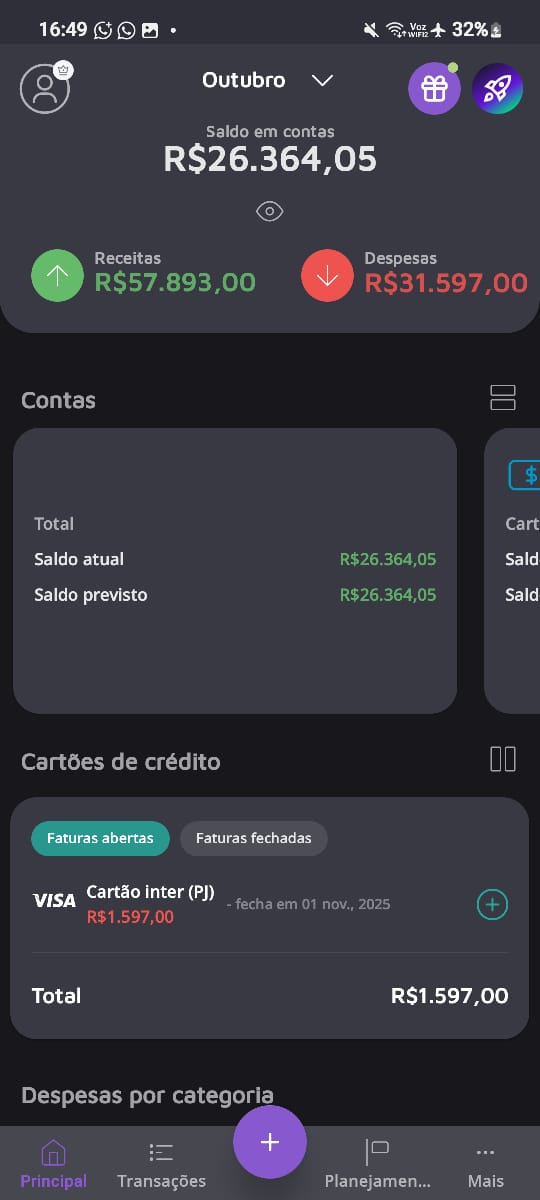 16:49 Voz WiFi2 32%
Outubro
Saldo em contas
R$26.364,05
Receitas
R$57.893,00
Despesas
R$31.597,00
Contas
$
Total
Saldo atual R$26.364,05
Saldo previsto R$26.364,05
Cart
Sald
Sald
Cartões de crédito
Faturas abertas Faturas fechadas
VISA Cartão inter (PJ) - fecha em 01 nov., 2025
R$1.597,00
Total R$1.597,00
Despesas por categoria
Principal Transações Planejamen... Mais